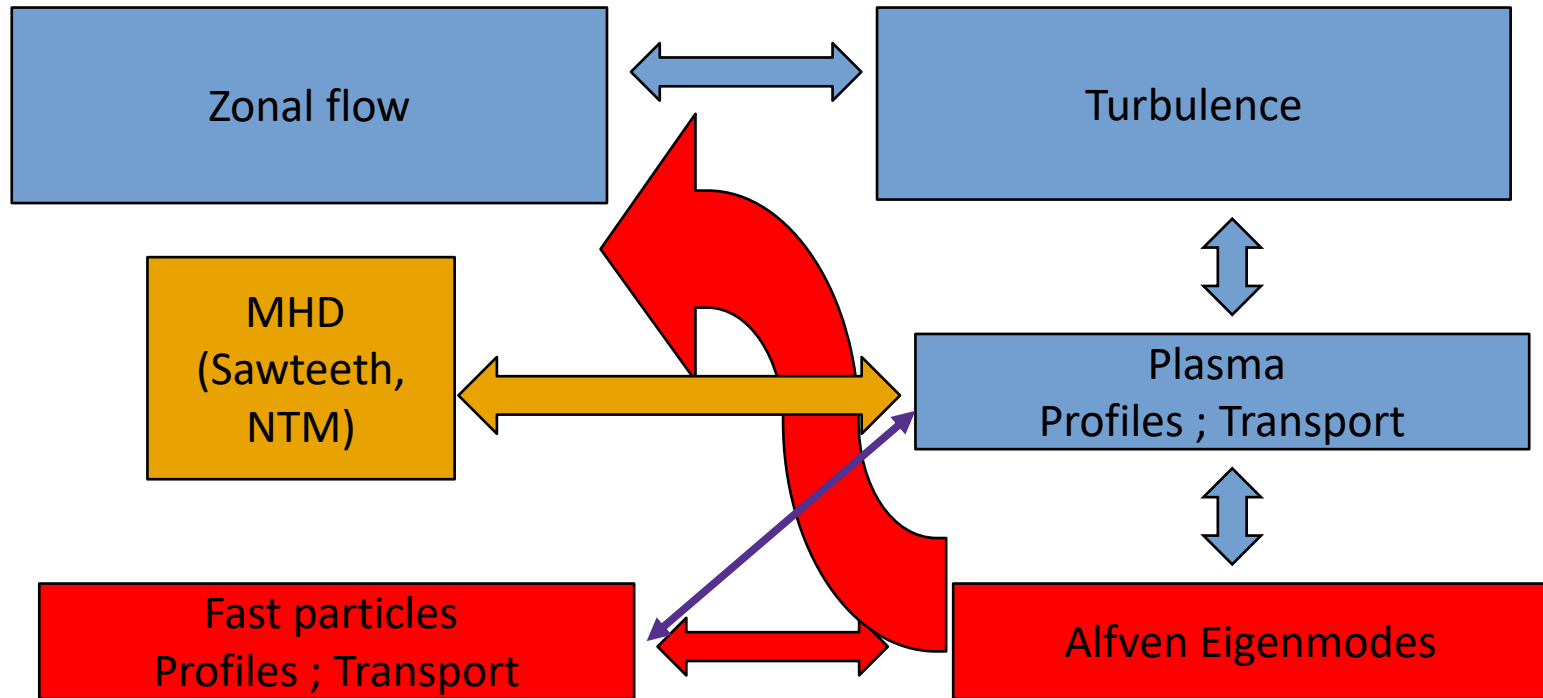 Zonal flow
Turbulence
MHD
(Sawteeth,
NTM)
Plasma
Profiles ; Transport
Fast particles
Profiles ; Transport
Alfven Eigenmodes